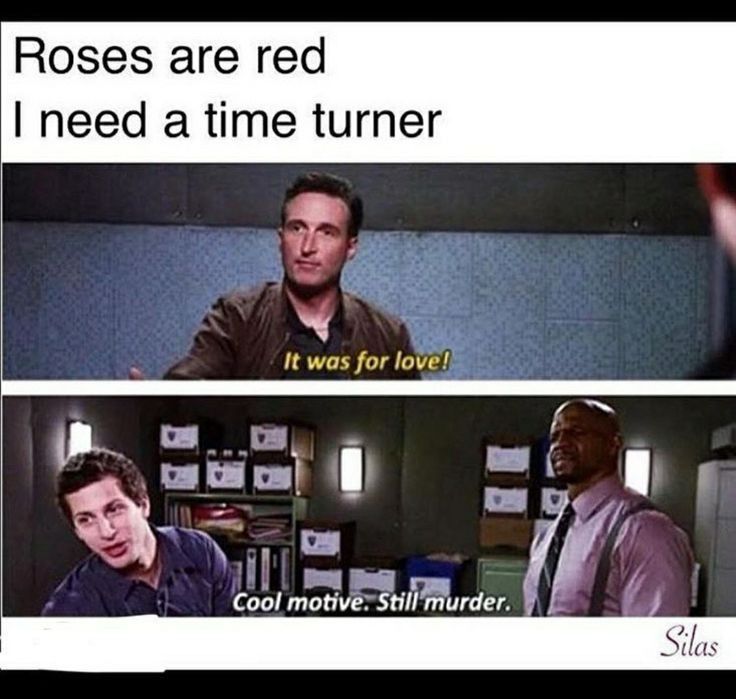 Roses are red
I need a time turner
It was for love!
Cool motive. Still murder.
Silas